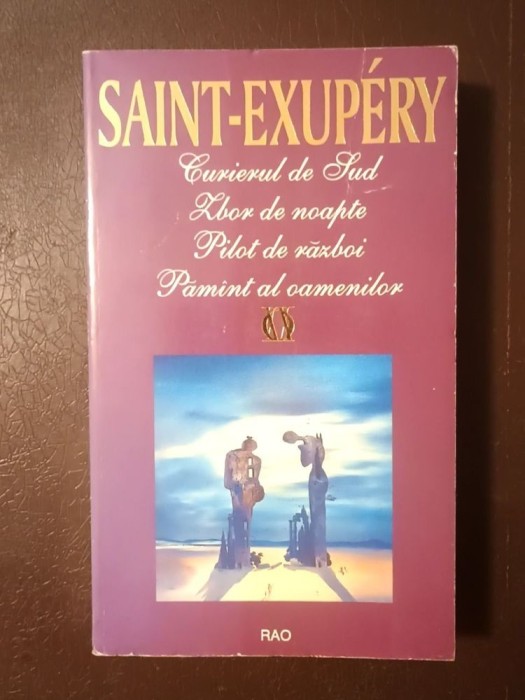 SAINT-EXUPÉRY
Curierul de Sud
Zbor de noapte
Pilot de război
Pămînt al oamenilor
RAO